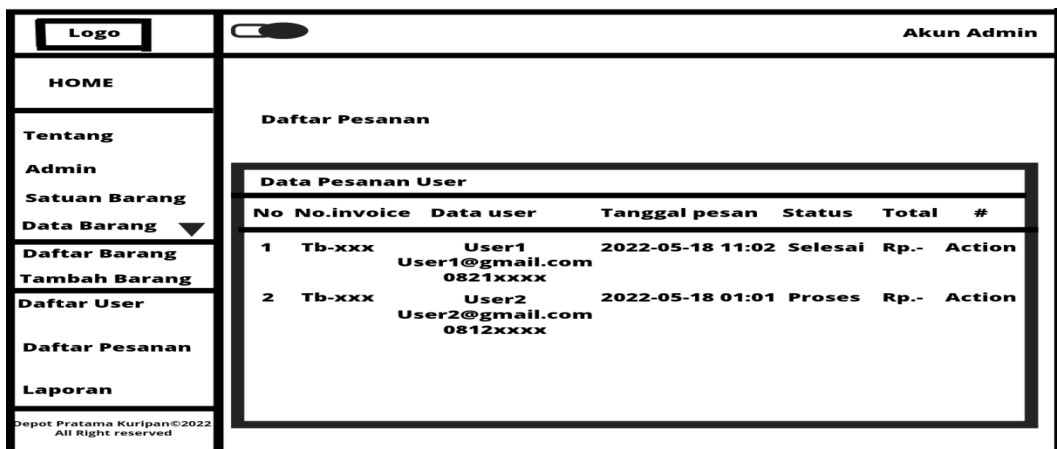 Logo
Akun Admin
HOME
Tentang
Admin
Satuan Barang
Data Barang
Daftar Barang
Tambah Barang
Daftar User
Daftar Pesanan
Laporan
Depot Pratama Kuripan©2022
All Right reserved
Daftar Pesanan
Data Pesanan User
No No.invoice Data user Tanggal pesan Status Total #
1 Tb-xxx User1 2022-05-18 11:02 Selesai Rp.- Action
User1@gmail.com
0821xxxx
2 Tb-xxx User2 2022-05-18 01:01 Proses Rp.- Action
User2@gmail.com
0812xxxx